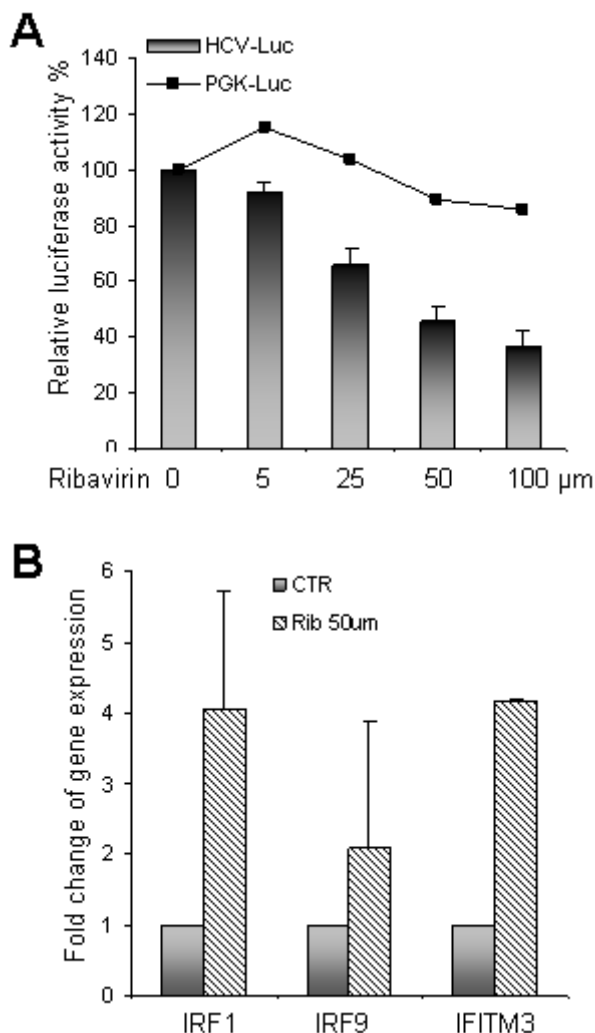 A
HCV-Luc
PGK-Luc
Relative luciferase activity %
140
120
100
80
60
40
20
0
Ribavirin 0 5 25 50 100 µm
B
CTR
Rib 50um
Fold change of gene expression
6
5
4
3
2
1
0
IRF1 IRF9 IFITM3